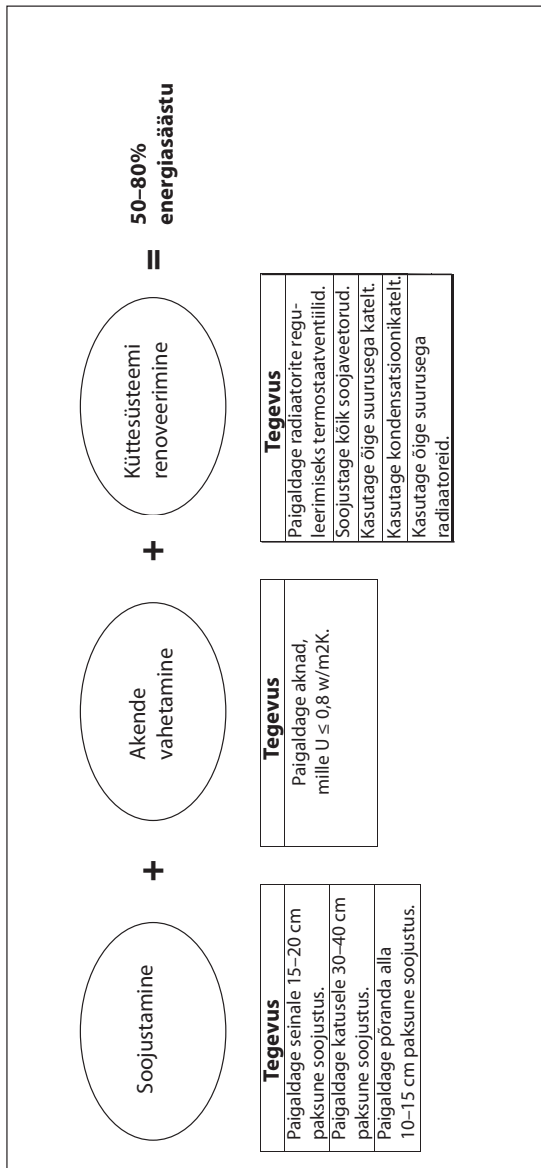 Soojustamine
+
Akende
vahetamine
+
Küttesüsteemi
renoveerimine
=
50–80%
energiasäästu
Tegevus
Paigaldage seinale 15–20 cm
paksune soojustus.
Paigaldage katusele 30–40 cm
paksune soojustus.
Paigaldage põranda alla
10–15 cm paksune soojustus.
Tegevus
Paigaldage aknad,
mille U ≤ 0,8 w/m2K.
Tegevus
Paigaldage radiaatorite regu-
leerimiseks termostaatventiilid.
Soojustage kõik soojaveetorud.
Kasutage õige suurusega katelt.
Kasutage kondensatsioonikatelt.
Kasutage õige suurusega
radiaatoreid.